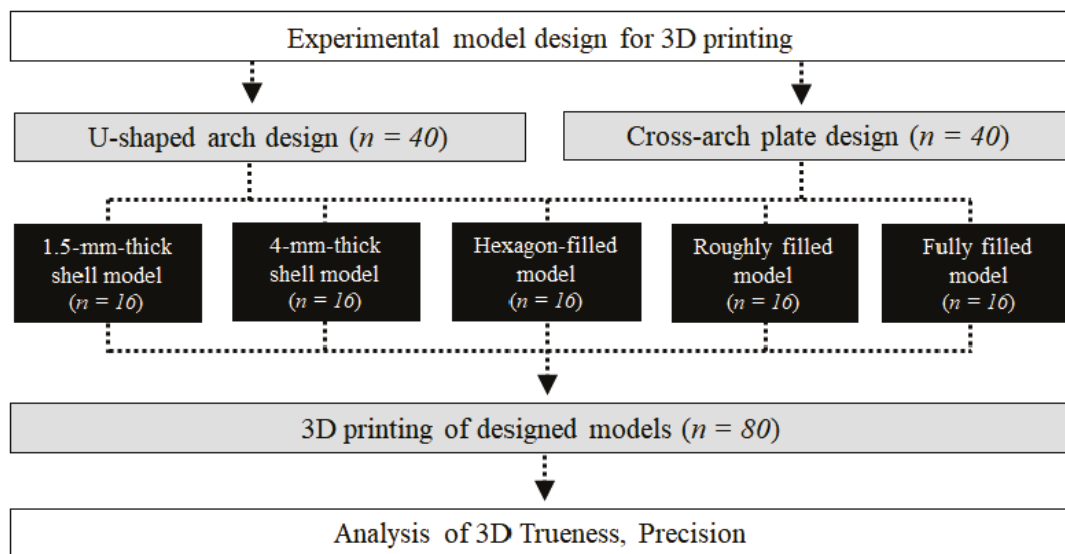 Experimental model design for 3D printing
U-shaped arch design (n = 40)
Cross-arch plate design (n = 40)
1.5-mm-thick
shell model
(n = 16)
4-mm-thick
shell model
(n = 16)
Hexagon-filled
model
(n = 16)
Roughly filled
model
(n = 16)
Fully filled
model
(n = 16)
3D printing of designed models (n = 80)
Analysis of 3D Trueness, Precision